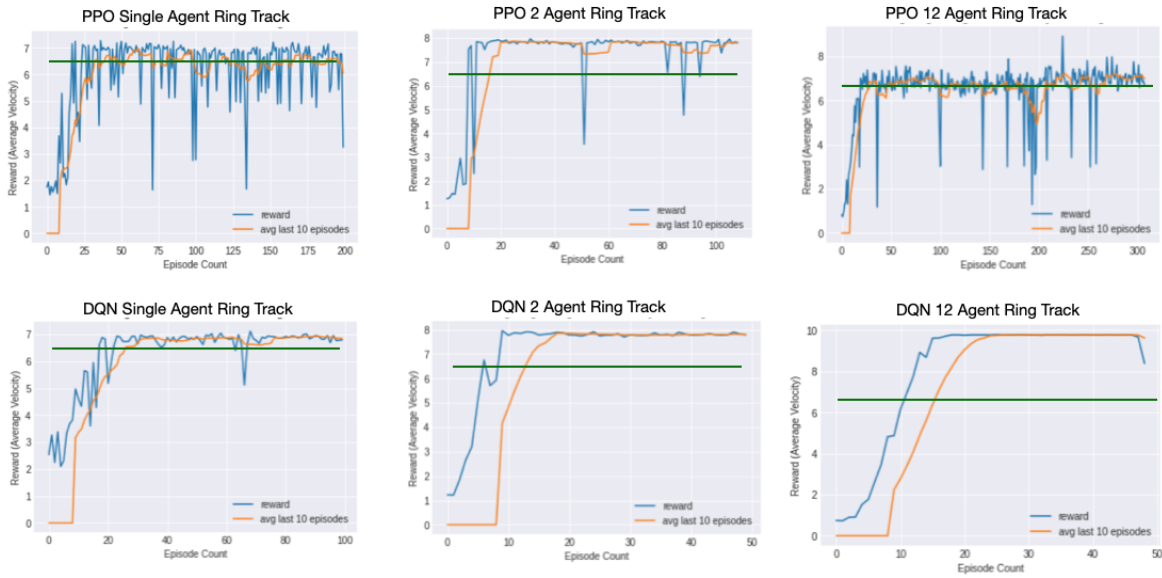 PPO Single Agent Ring Track
Reward (Average Velocity)
7
6
5
4
3
2
1
0
reward
avg last 10 episodes
0 25 50 75 100 125 150 175 200
Episode Count
PPO 2 Agent Ring Track
Reward (Average Velocity)
8
7
6
5
4
3
2
1
0
reward
avg last 10 episodes
0 20 40 60 80 100
Episode Count
PPO 12 Agent Ring Track
Reward (Average Velocity)
8
6
4
2
0
reward
avg last 10 episodes
0 50 100 150 200 250 300
Episode Count
DQN Single Agent Ring Track
Reward (Average Velocity)
7
6
5
4
3
2
1
0
reward
avg last 10 episodes
0 20 40 60 80 100
Episode Count
DQN 2 Agent Ring Track
Reward (Average Velocity)
8
7
6
5
4
3
2
1
0
reward
avg last 10 episodes
0 10 20 30 40 50
Episode Count
DQN 12 Agent Ring Track
Reward (Average Velocity)
10
8
6
4
2
0
reward
avg last 10 episodes
0 10 20 30 40 50
Episode Count